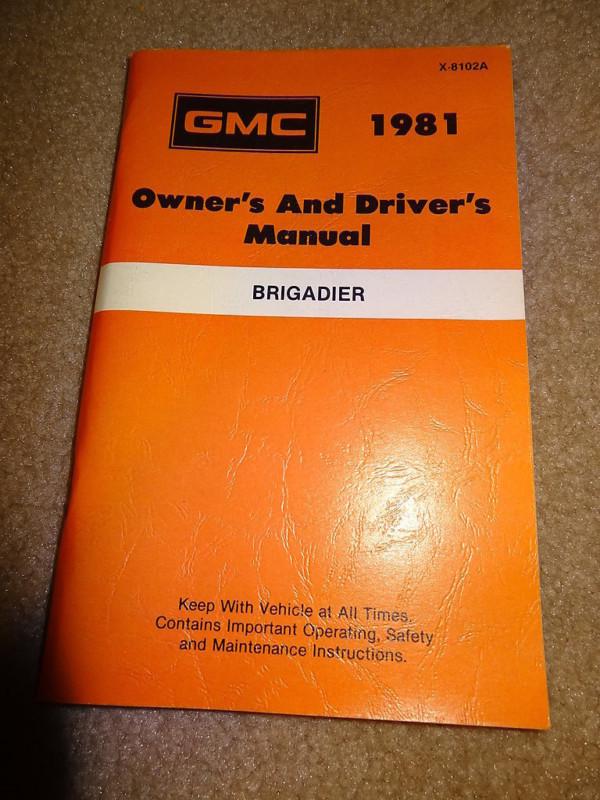 X-8102A
GMC 1981
Owner's And Driver's
Manual
BRIGADIER
Keep With Vehicle at All Times.
Contains Important Operating, Safety
and Maintenance Instructions.